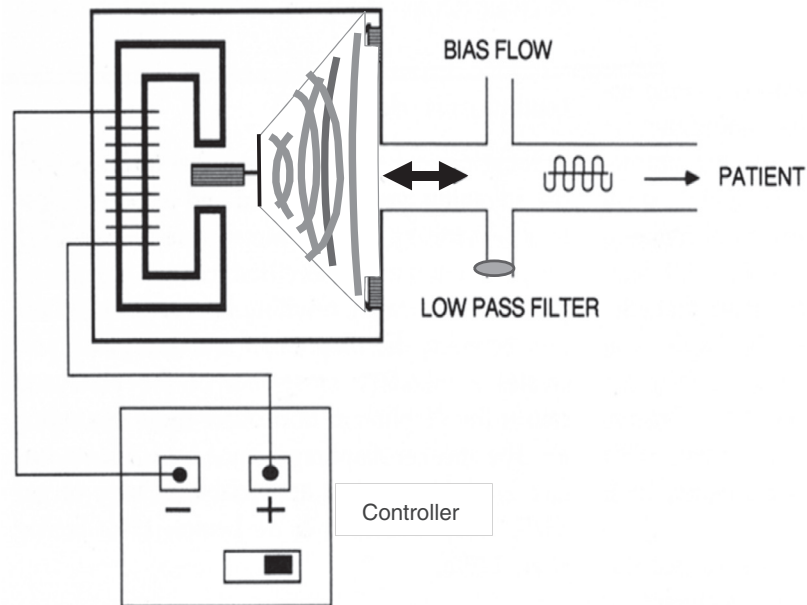 BIAS FLOW
PATIENT
LOW PASS FILTER
− +
Controller